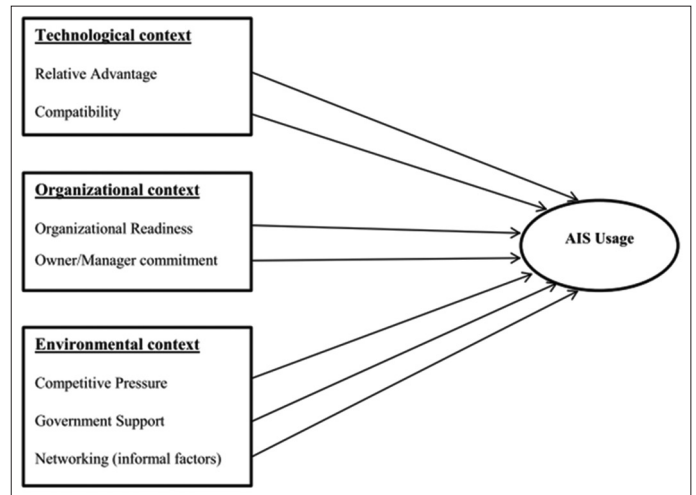 Technological context
Relative Advantage
Compatibility
Organizational context
Organizational Readiness
Owner/Manager commitment
AIS Usage
Environmental context
Competitive Pressure
Government Support
Networking (informal factors)